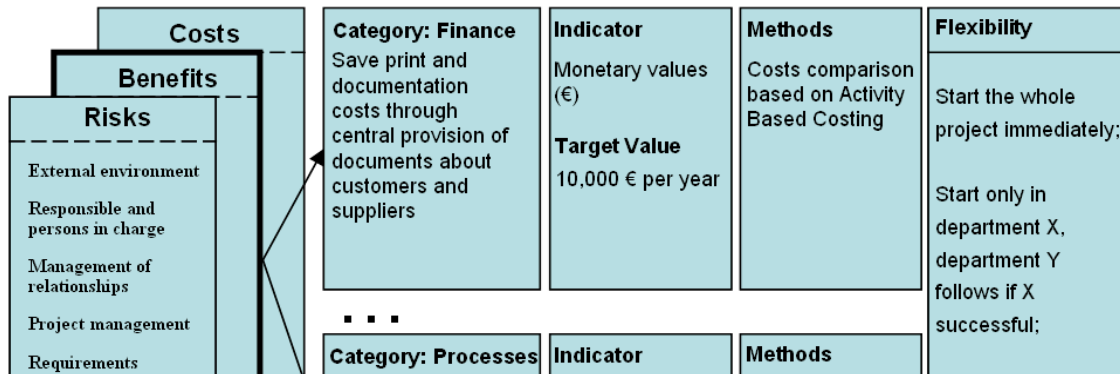 Costs
Benefits
Risks
External environment
Responsible and
persons in charge
Management of
relationships
Project management
Requirements
Category: Finance
Save print and
documentation
costs through
central provision of
documents about
customers and
suppliers
Indicator
Monetary values
(€)
Target Value
10,000 € per year
Methods
Costs comparison
based on Activity
Based Costing
Flexibility
Start the whole
project immediately;
Start only in
department X,
department Y
follows if X
successful;
. . .
Category: Processes
Indicator
Methods